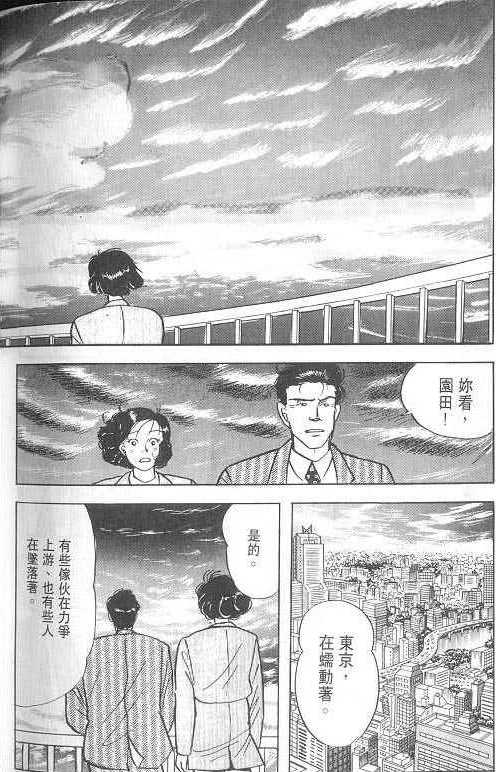 妳看，
園田！
東京，
在蠕動著。
是的。
有些傢伙在力爭
上游、也有些人
在墜落著。